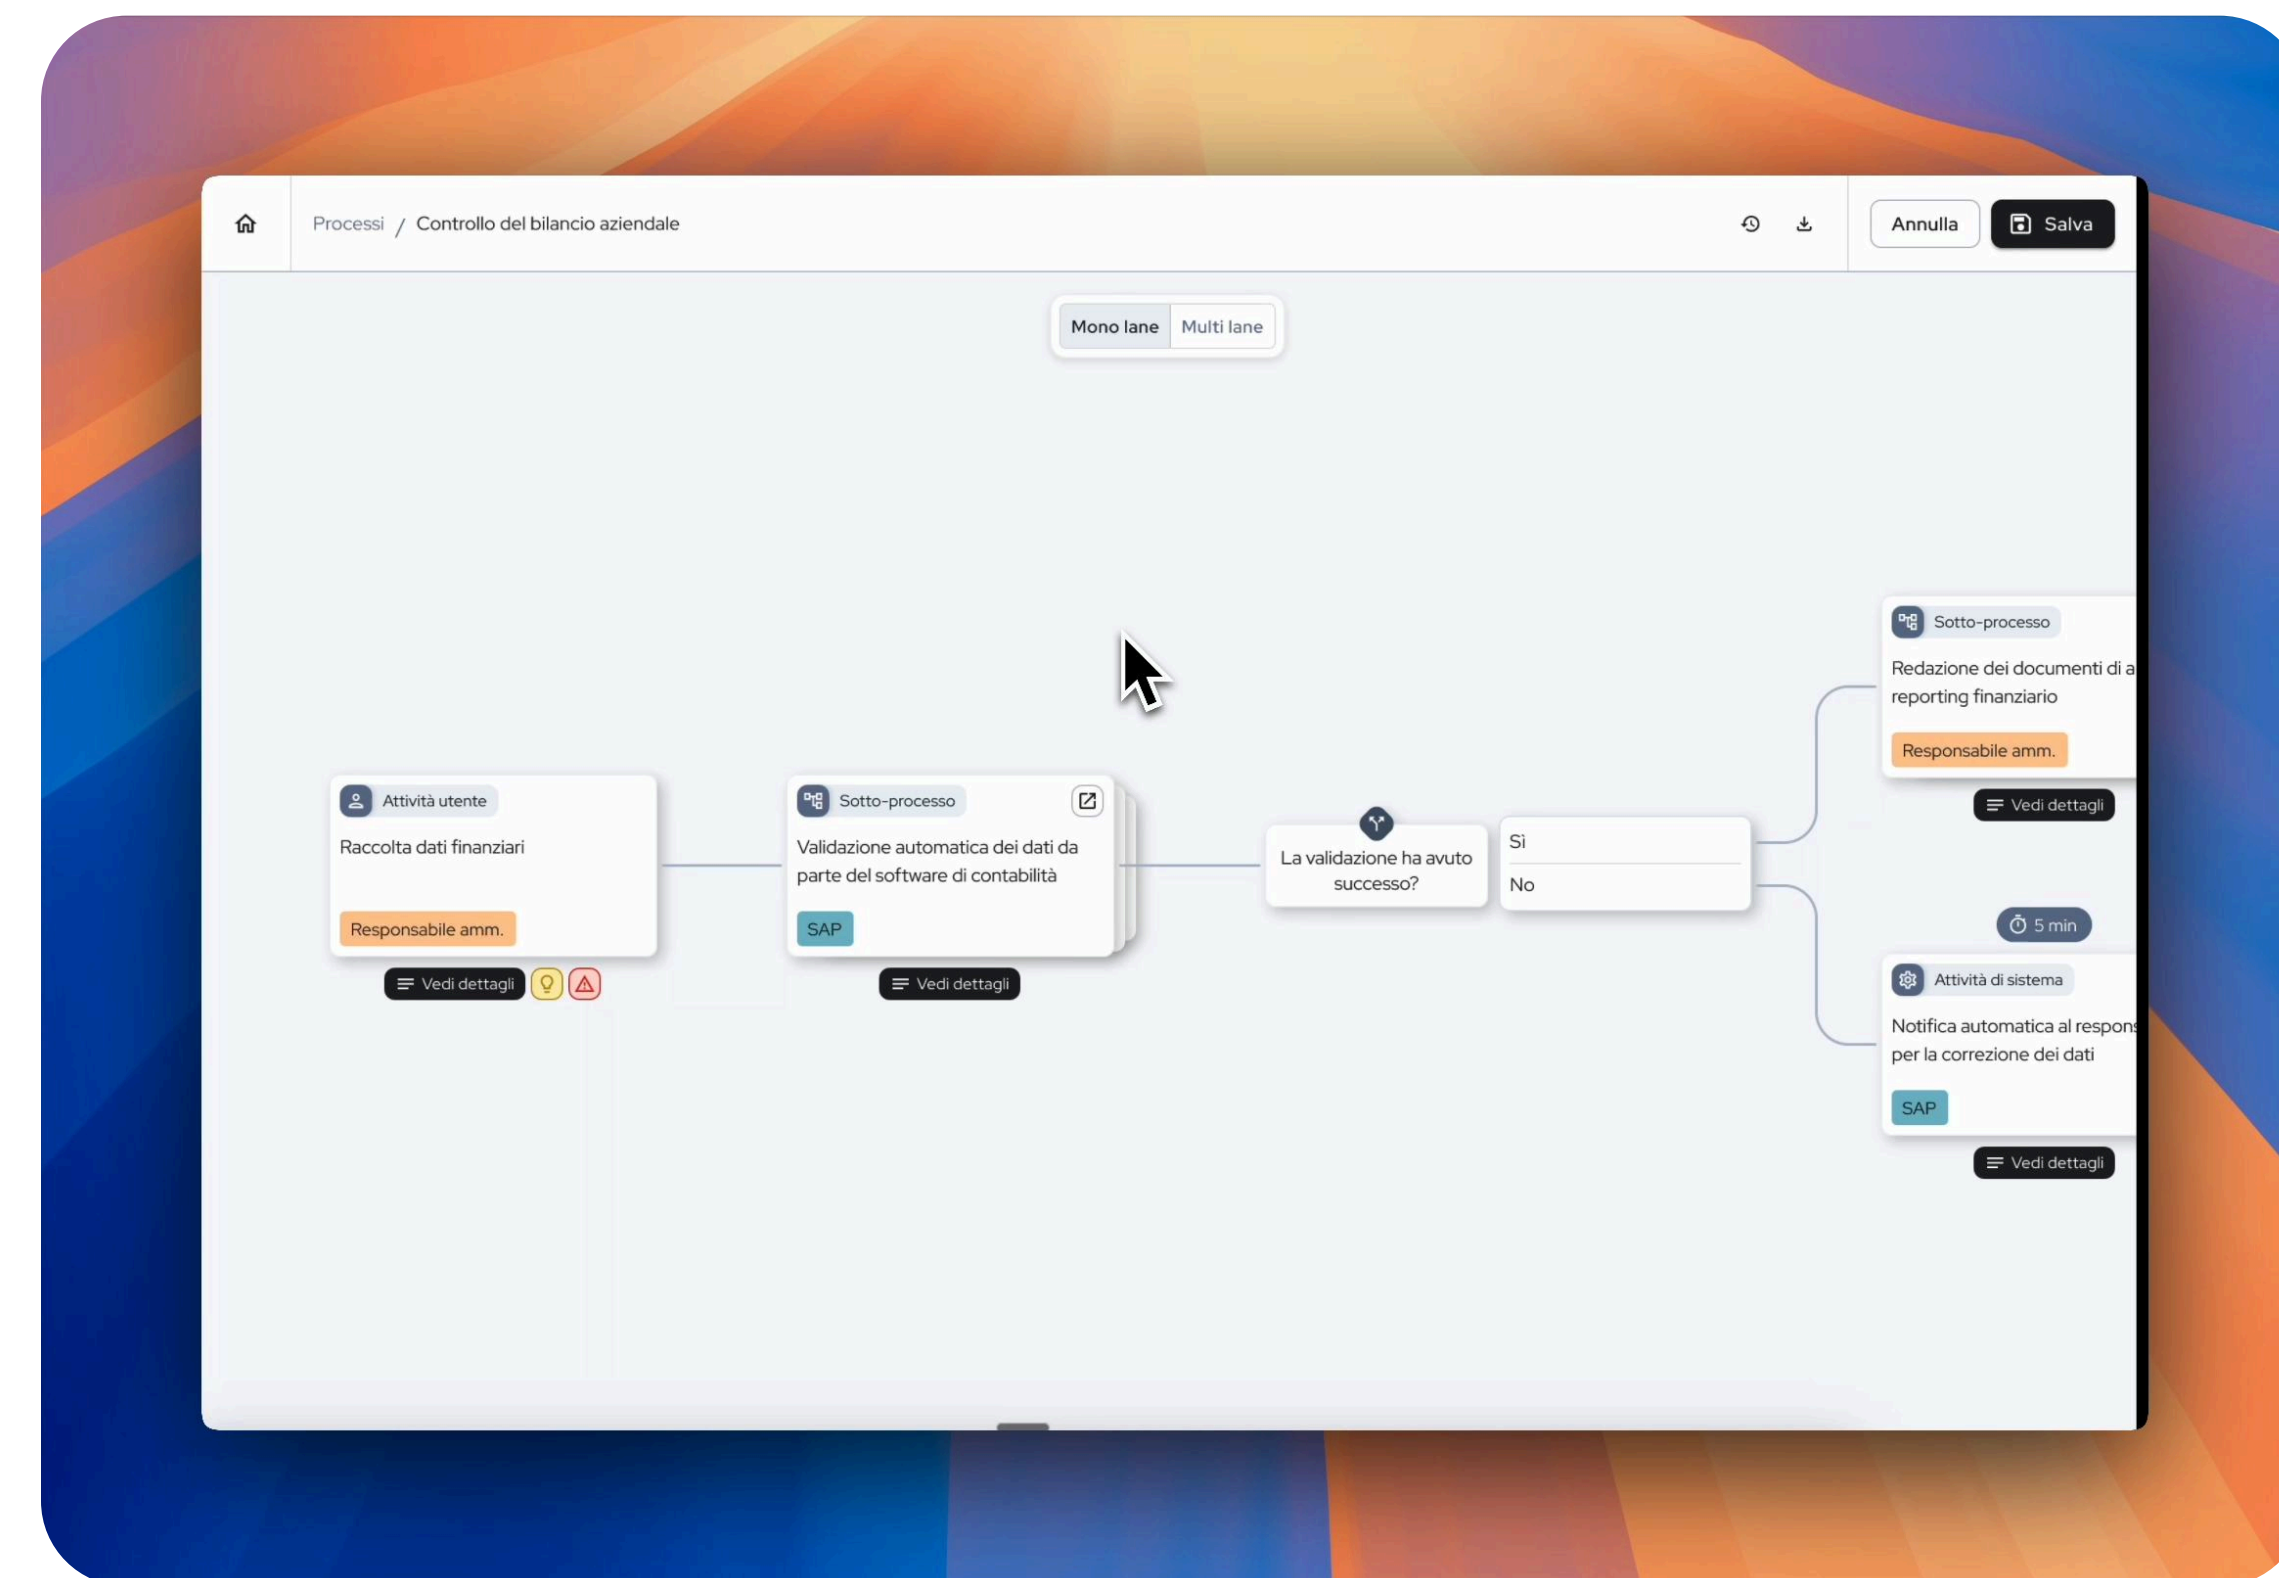 Processi / Controllo del bilancio aziendale
Annulla
Salva
Mono lane
Multi lane
Attività utente
Raccolta dati finanziari
Responsabile amm.
Vedi dettagli
Sotto-processo
Validazione automatica dei dati da
parte del software di contabilità
SAP
Vedi dettagli
La validazione ha avuto
successo?
Sì
No
Sotto-processo
Redazione dei documenti di a
reporting finanziario
Responsabile amm.
Vedi dettagli
5 min
Attività di sistema
Notifica automatica al respons
per la correzione dei dati
SAP
Vedi dettagli